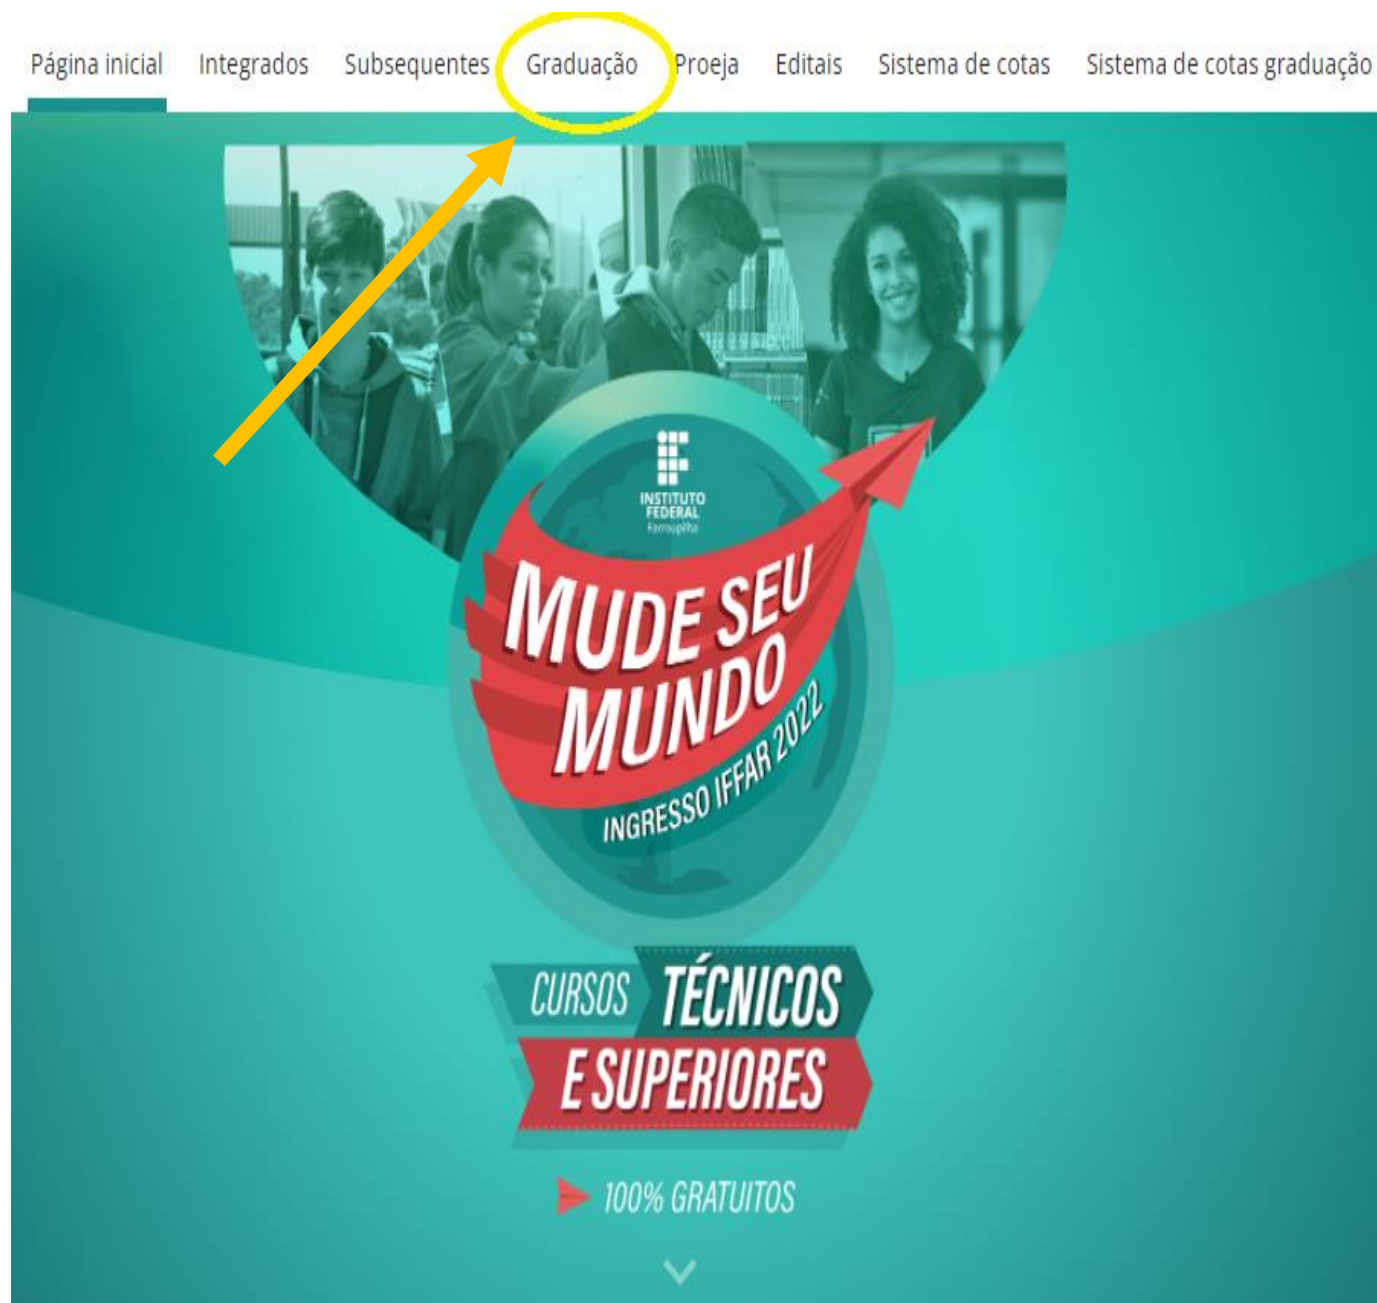 Página inicial Integrados Subsequentes Graduação Proeja Editais Sistema de cotas Sistema de cotas graduação
INSTITUTO
FEDERAL
Farroupilha
MUDE SEU
MUNDO
INGRESSO IFFAR 2022
CURSOS TÉCNICOS
E SUPERIORES
100% GRATUITOS